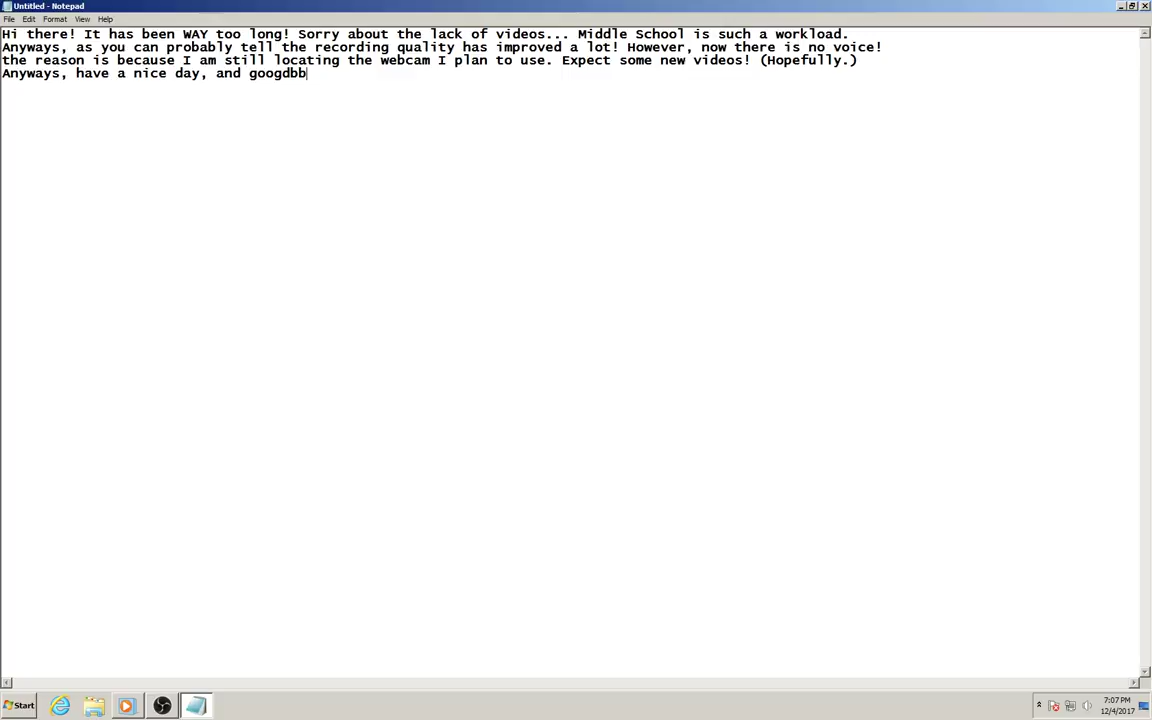 Untitled - Notepad
File Edit Format View Help
Hi there! It has been WAY too long! Sorry about the lack of videos... Middle School is such a workload.
Anyways, as you can probably tell the recording quality has improved a lot! However, now there is no voice!
the reason is because I am still locating the webcam I plan to use. Expect some new videos! (Hopefully.)
Anyways, have a nice day, and googdbb
Start
7:07 PM
12/4/2017